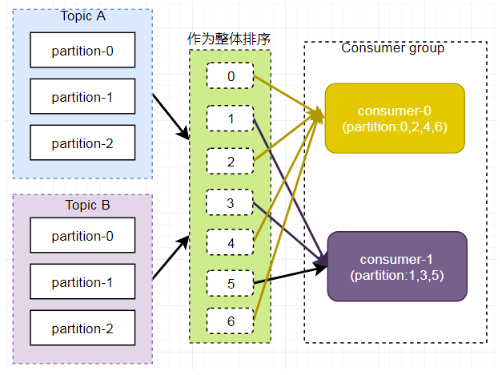 Topic A
partition-0
partition-1
partition-2
Topic B
partition-0
partition-1
partition-2
作为整体排序
0
1
2
3
4
5
6
Consumer group
consumer-0
(partition:0,2,4,6)
consumer-1
(partition:1,3,5)